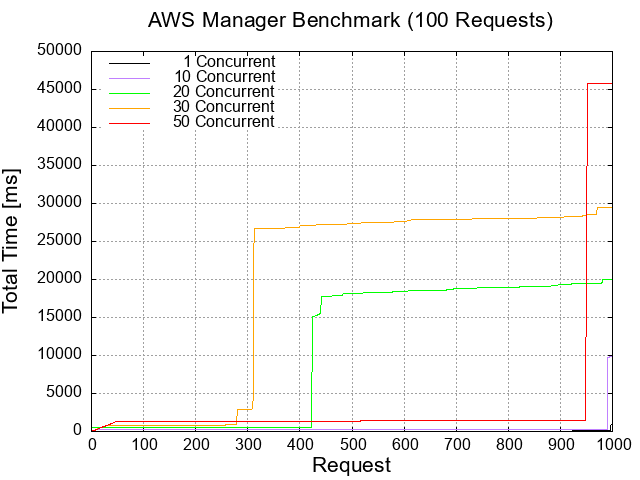 AWS Manager Benchmark (100 Requests)
50000
45000
40000
35000
30000
25000
20000
15000
10000
5000
0
1 Concurrent
10 Concurrent
20 Concurrent
30 Concurrent
50 Concurrent
Total Time [ms]
0 100 200 300 400 500 600 700 800 900 1000
Request